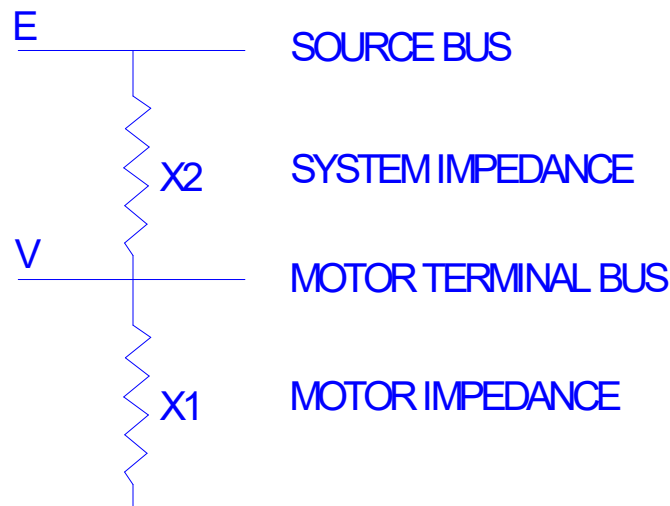 E
SOURCE BUS
X2
SYSTEM IMPEDANCE
V
MOTOR TERMINAL BUS
X1
MOTOR IMPEDANCE